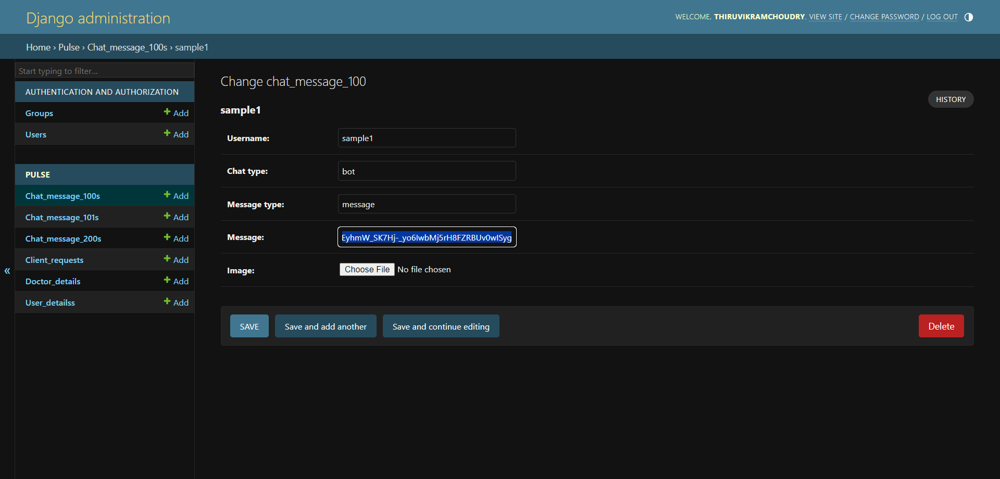 Django administration
WELCOME, THIRUVIKRAMCHOUDRY. VIEW SITE / CHANGE PASSWORD / LOG OUT
Home › Pulse › Chat_message_100s › sample1
Start typing to filter...
AUTHENTICATION AND AUTHORIZATION
Groups + Add
Users + Add
PULSE
Chat_message_100s + Add
Chat_message_101s + Add
Chat_message_200s + Add
Client_requests + Add
Doctor_details + Add
User_detailss + Add
«
Change chat_message_100
HISTORY
sample1
Username: sample1
Chat type: bot
Message type: message
Message: EyhmW_SK7Hj-_yo6IwbMj5rH8FZRBUv0wISyg
Image: Choose File No file chosen
SAVE Save and add another Save and continue editing Delete